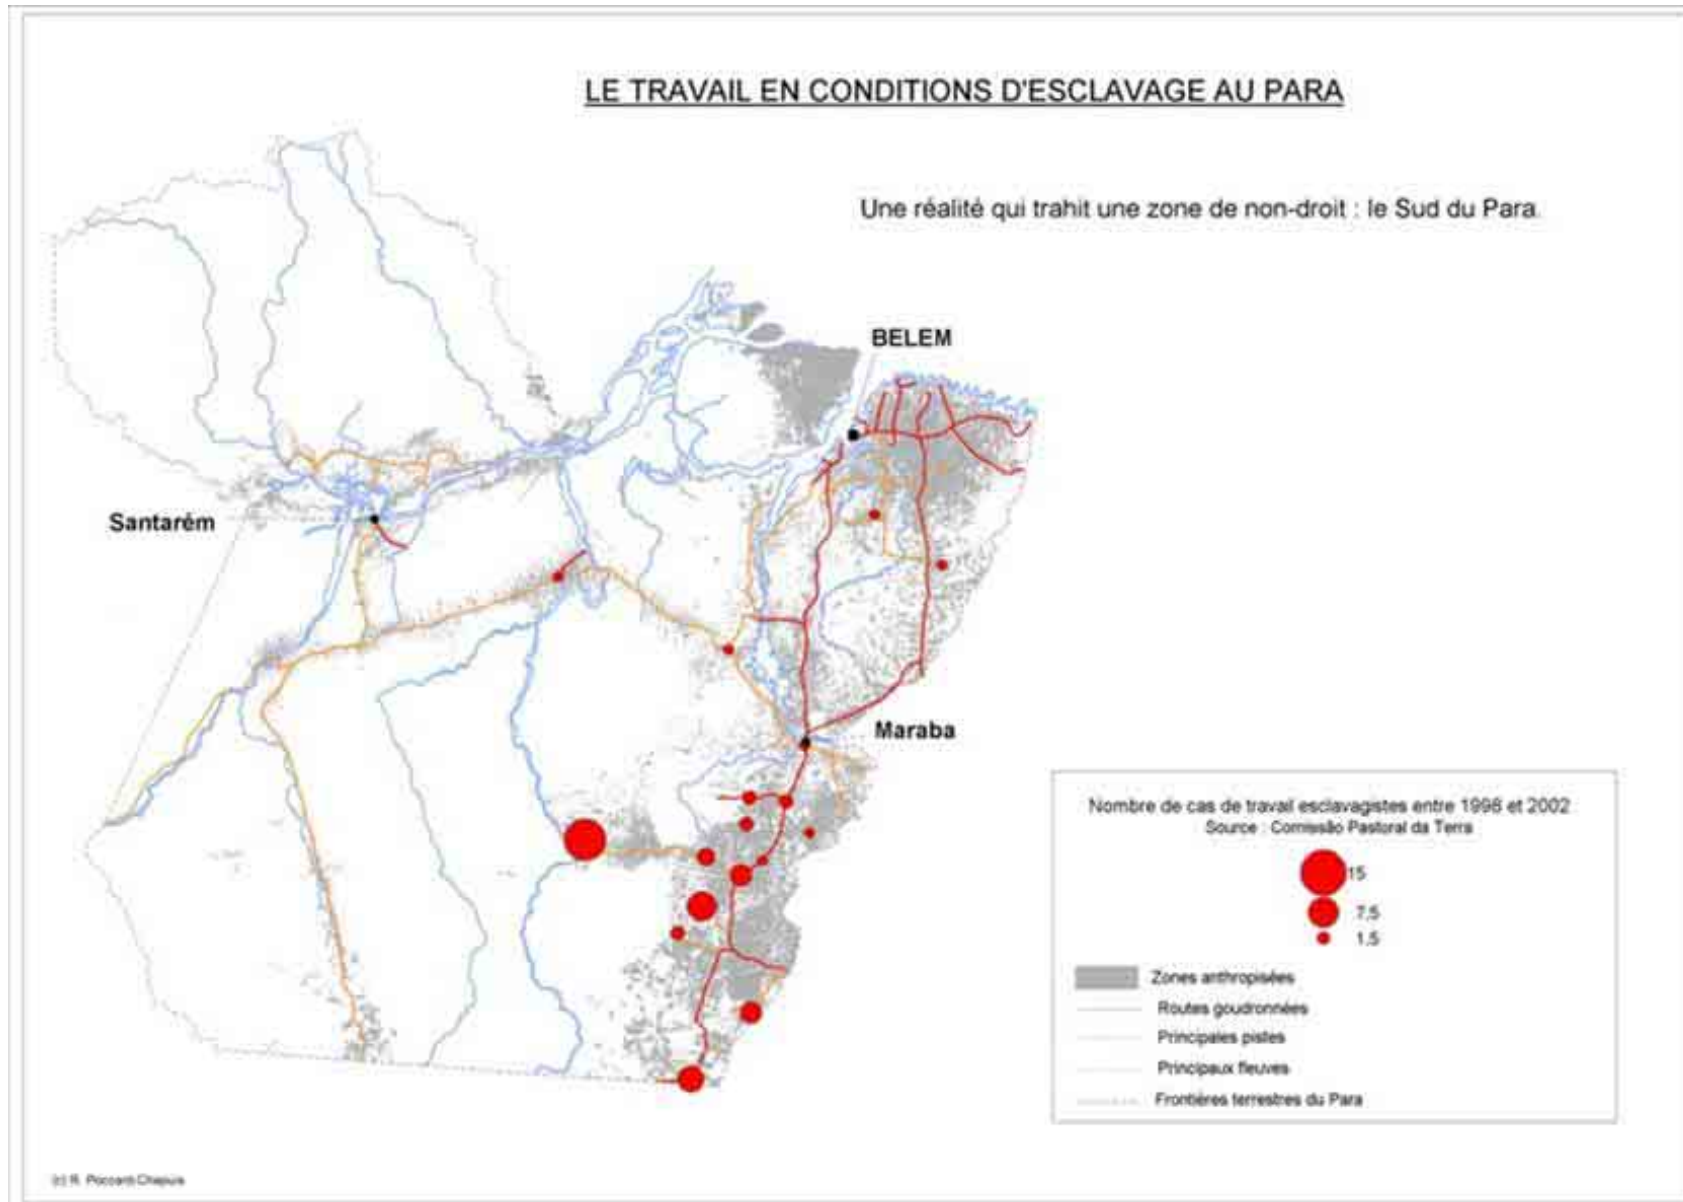 LE TRAVAIL EN CONDITIONS D'ESCLAVAGE AU PARA
Une réalité qui trahit une zone de non-droit : le Sud du Para.
BELEM
Santarém
Maraba
Nombre de cas de travail esclavagistes entre 1998 et 2002
Source : Comissão Pastoral da Terra
15
7,5
1,5
Zones anthropisées
Routes goudronnées
Principales pistes
Principaux fleuves
Frontières terrestres du Para
(c) R. Poccard-Chapuis